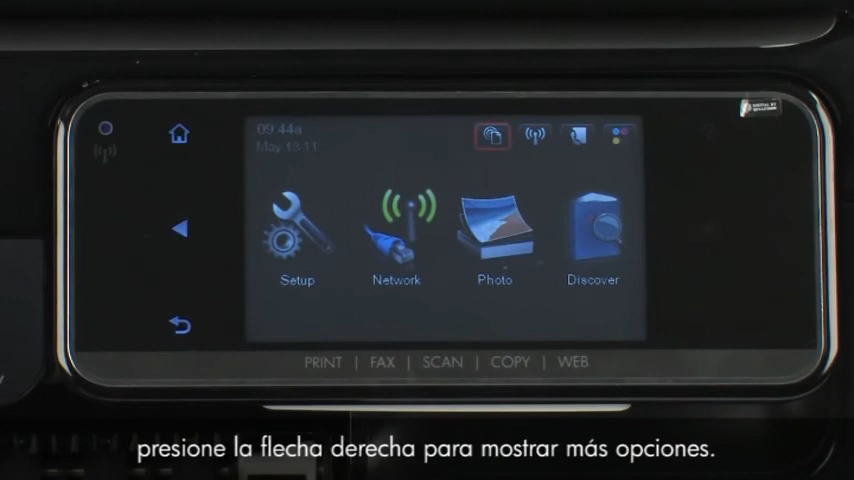 09:44a
May 13 11
Setup
Network
Photo
Discover
PRINT | FAX | SCAN | COPY | WEB
presione la flecha derecha para mostrar más opciones.